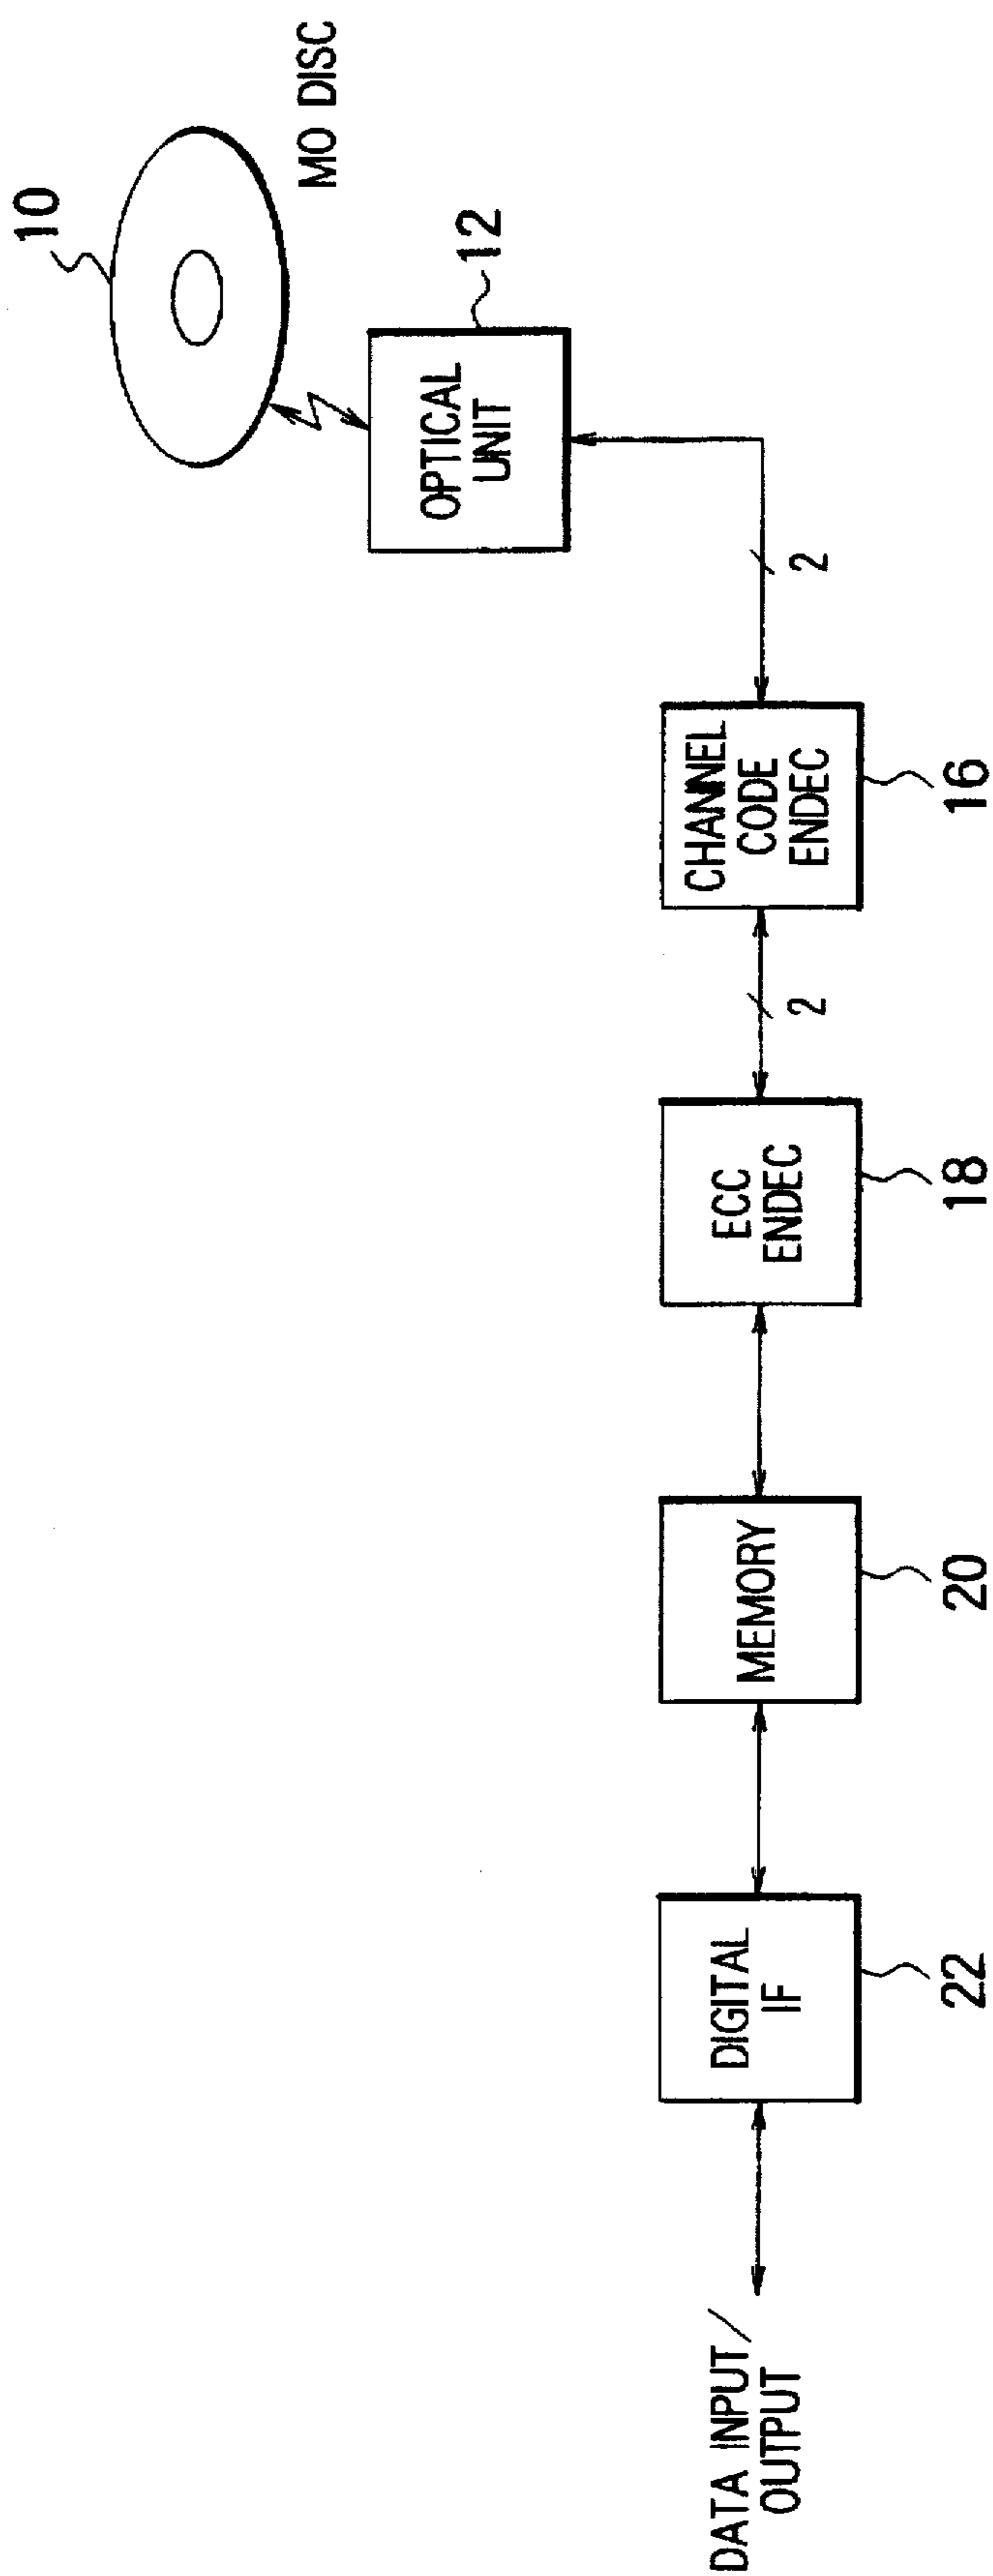 10
MO DISC
12
OPTICAL
UNIT
2
CHANNEL
CODE
ENDEC
16
2
ECC
ENDEC
18
MEMORY
20
DIGITAL
IF
22
DATA INPUT/
OUTPUT